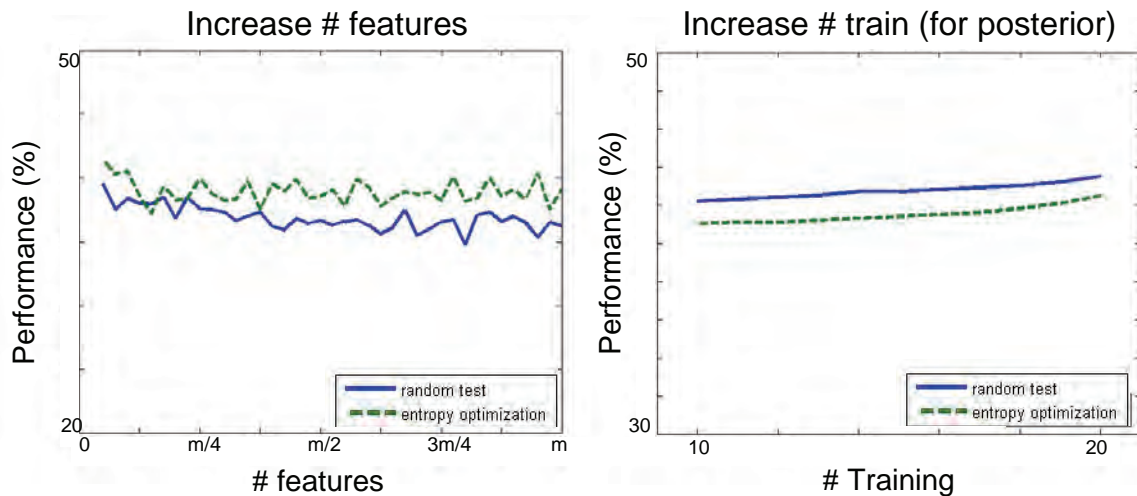 Increase # features
50
Performance (%)
20
0
m/4
m/2
3m/4
m
random test
entropy optimization
# features
Increase # train (for posterior)
50
Performance (%)
30
10
20
random test
entropy optimization
# Training